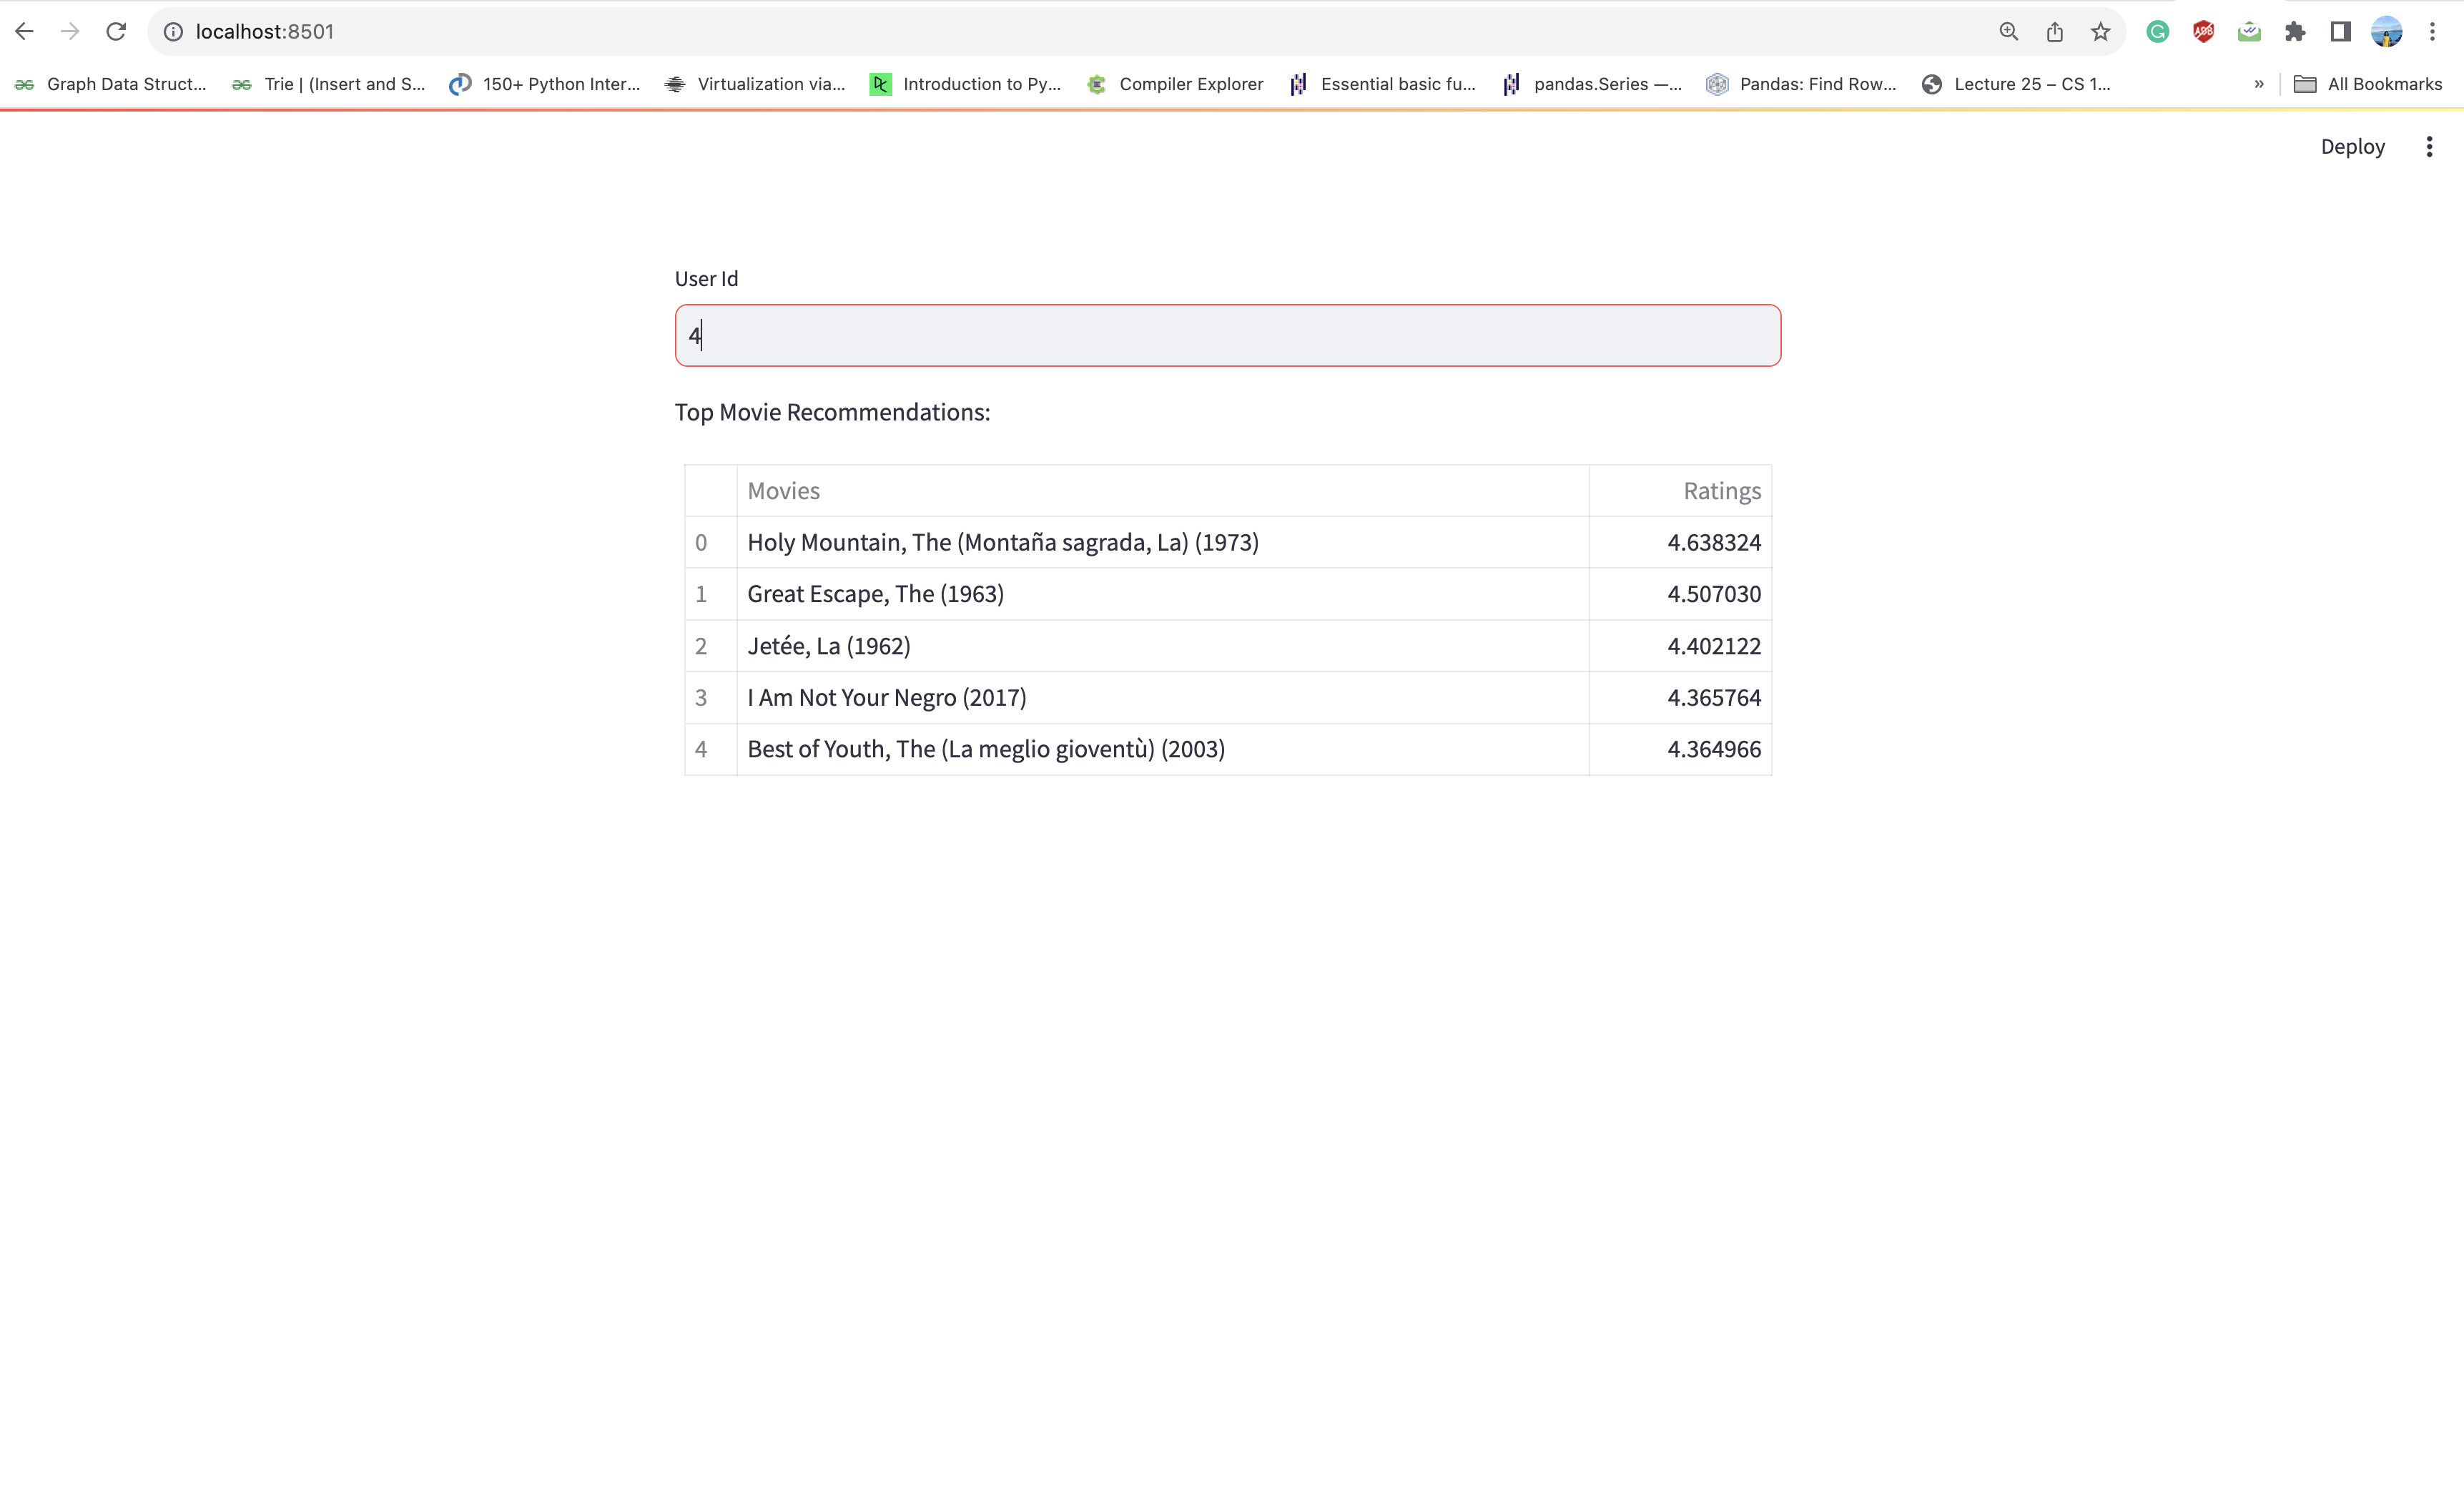 localhost:8501
Graph Data Struct... Trie | (Insert and S... 150+ Python Inter... Virtualization via... Introduction to Py... Compiler Explorer Essential basic fu... pandas.Series —... Pandas: Find Row... Lecture 25 – CS 1... » All Bookmarks
Deploy
User Id
4
Top Movie Recommendations:
Movies Ratings
0 Holy Mountain, The (Montaña sagrada, La) (1973) 4.638324
1 Great Escape, The (1963) 4.507030
2 Jetée, La (1962) 4.402122
3 I Am Not Your Negro (2017) 4.365764
4 Best of Youth, The (La meglio gioventù) (2003) 4.364966